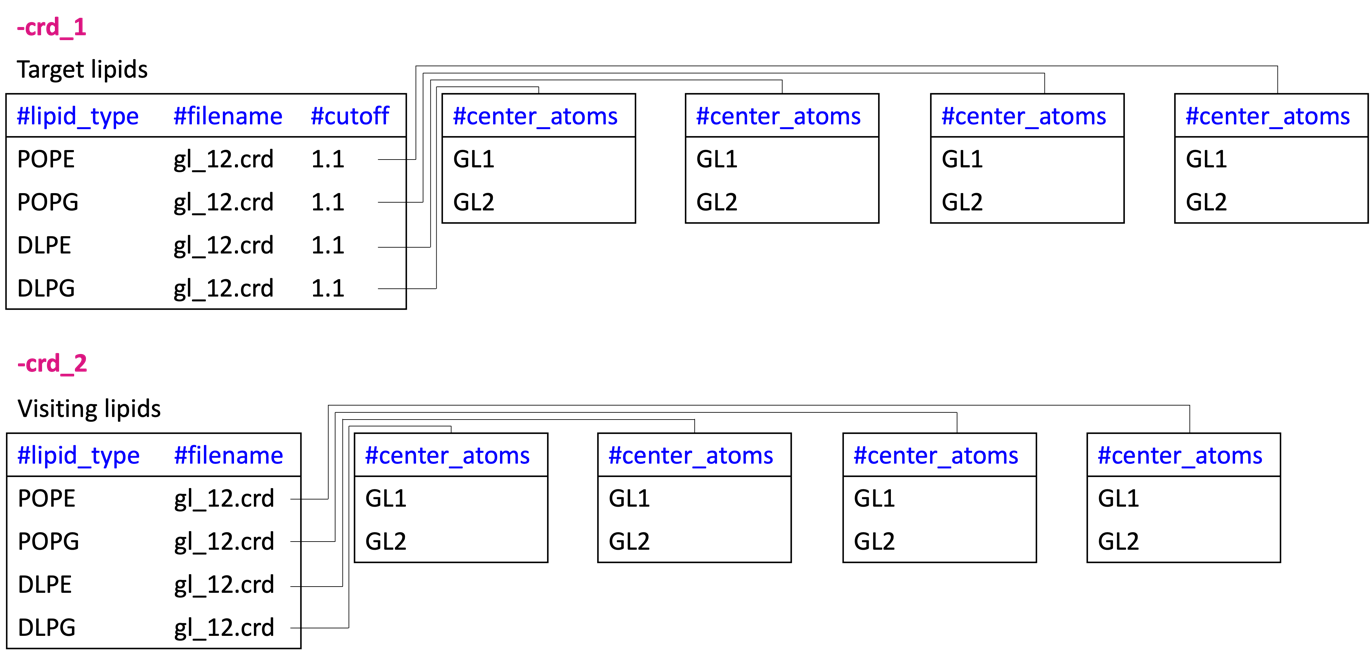 -crd_1
Target lipids
#lipid_type #filename #cutoff #center_atoms #center_atoms #center_atoms #center_atoms
POPE gl_12.crd 1.1 GL1 GL1 GL1 GL1
POPG gl_12.crd 1.1 GL2 GL2 GL2 GL2
DLPE gl_12.crd 1.1
DLPG gl_12.crd 1.1
-crd_2
Visiting lipids
#lipid_type #filename #center_atoms #center_atoms #center_atoms #center_atoms
POPE gl_12.crd GL1 GL1 GL1 GL1
POPG gl_12.crd GL2 GL2 GL2 GL2
DLPE gl_12.crd
DLPG gl_12.crd